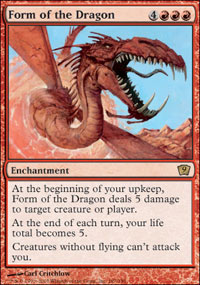 Form of the Dragon 4
Enchantment 9
At the beginning of your upkeep,
Form of the Dragon deals 5 damage
to target creature or player.
At the end of each turn, your life
total becomes 5.
Creatures without flying can't attack
you.
Carl Critchlow